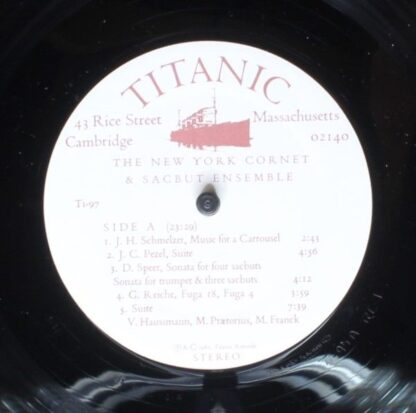 TITANIC
43 Rice Street Massachusetts
Cambridge 02140
THE NEW YORK CORNET
& SACBUT ENSEMBLE
Ti-97
SIDE A (23:29)
1. J. H. Schmelzer, Music for a Carrousel 2:43
2. J. C. Pezel, Suite 4:56
3. D. Speer, Sonata for four sacbuts
Sonata for trumpet & three sacbuts 4:12
4. G. Reiche, Fuga 18, Fuga 4 3:59
5. Suite 7:39
V. Hausmann, M. Prætorius, M. Franck
℗ & © Titanic Records
STEREO